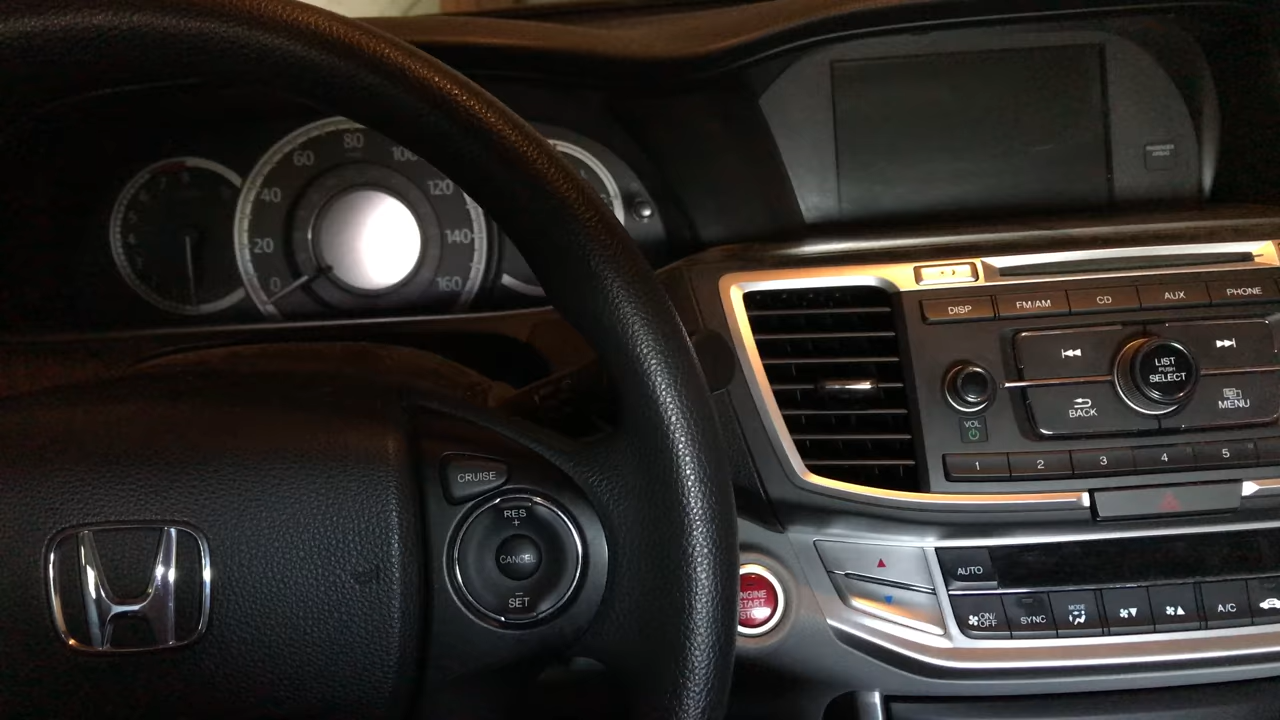 80
60
100
40
120
20
140
0
160
PASSENGER
AIRBAG
DISP
FM/AM
CD
AUX
PHONE
LIST
PUSH
SELECT
BACK
MENU
VOL
1
2
3
4
5
CRUISE
RES
+
CANCEL
–
SET
ENGINE
START
STOP
AUTO
ON/
OFF
SYNC
MODE
A/C